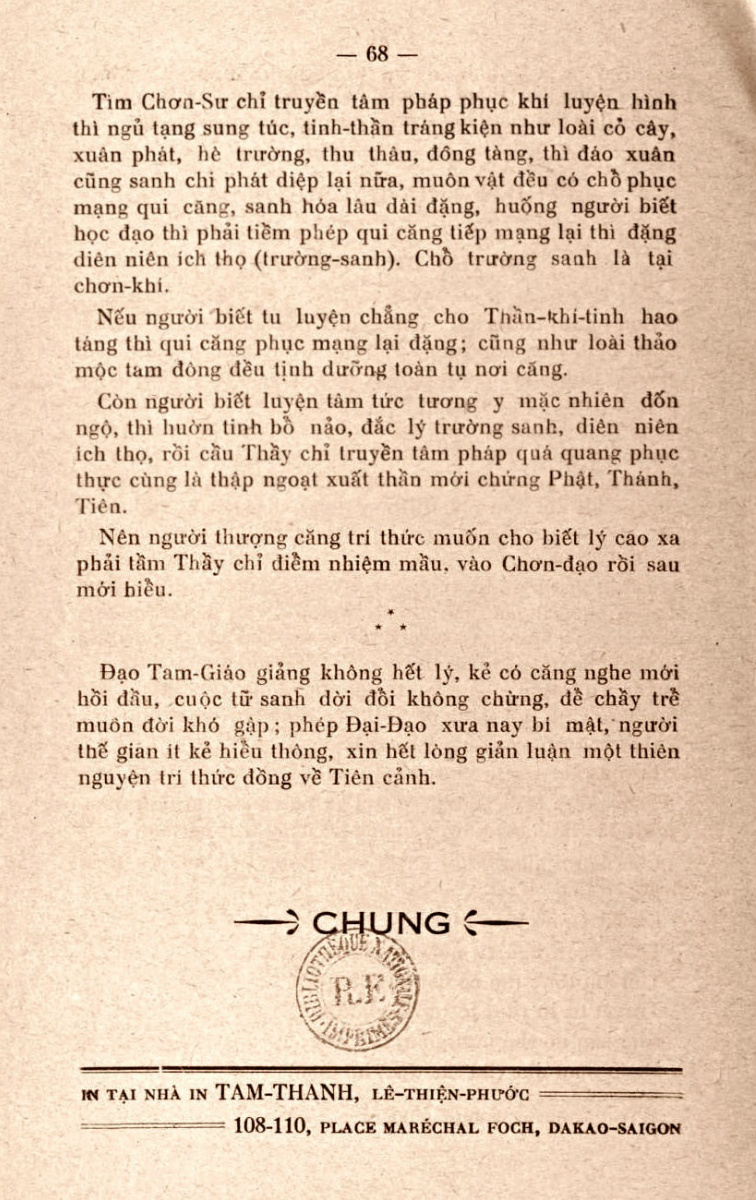 — 68 —
Tìm Chơn-Sư chỉ truyền tâm pháp phục khí luyện hình
thì ngủ tạng sung túc, tinh-thần tráng kiện như loài cỏ cây,
xuân phát, hè trường, thu thâu, đông tàng, thì đáo xuân
cũng sanh chi phát diệp lại nữa, muôn vật đều có chỗ phục
mạng qui căng, sanh hóa lâu dài đặng, huống người biết
học đạo thì phải tiềm phép qui căng tiếp mạng lại thì đặng
diên niên ích thọ (trường-sanh). Chỗ trường sanh là tại
chơn-khí.
Nếu người biết tu luyện chẳng cho Thần-khí-tinh hao
táng thì qui căng phục mạng lại đặng; cũng như loài thảo
mộc tam đông đều tịnh dưỡng toàn tụ nơi căng.
Còn người biết luyện tâm tức tương y mặc nhiên đốn
ngộ, thì huờn tinh bổ nảo, đắc lý trường sanh, diên niên
ích thọ, rồi cầu Thầy chỉ truyền tâm pháp quá quang phục
thực cùng là thập ngoạt xuất thần mới chứng Phật, Thánh,
Tiên.
Nên người thượng căng trí thức muốn cho biết lý cao xa
phải tầm Thầy chỉ điểm nhiệm mầu, vào Chơn-đạo rồi sau
mới hiểu.
* * *
Đạo Tam-Giáo giảng không hết lý, kẻ có căng nghe mới
hồi đầu, cuộc tử sanh dời đổi không chừng, để chầy trể
muôn đời khó gặp; phép Đại-Đạo xưa nay bí mật, người
thế gian ít kẻ hiểu thông, xin hết lòng giản luận một thiên
nguyện trí thức đồng về Tiên cảnh.
CHUNG
BIBLIOTHÈQUE NATIONALE
R.F
IMPRIMÉS
IN TẠI NHÀ IN TAM-THANH, LÊ-THIỆN-PHƯỚC
108-110, PLACE MARÉCHAL FOCH, DAKAO-SAIGON